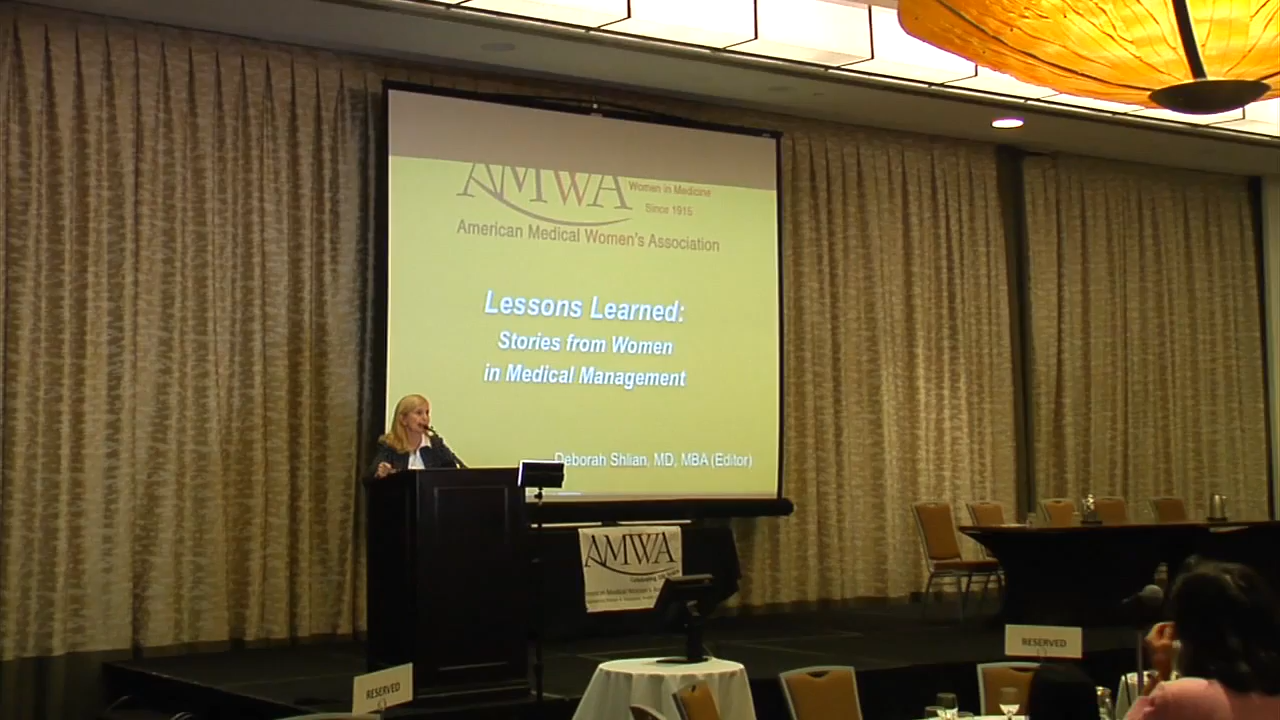 AMWA
Women in Medicine
Since 1915
American Medical Women's Association
Lessons Learned:
Stories from Women
in Medical Management
Deborah Shlian, MD, MBA (Editor)
AMWA
RESERVED
RESERVED